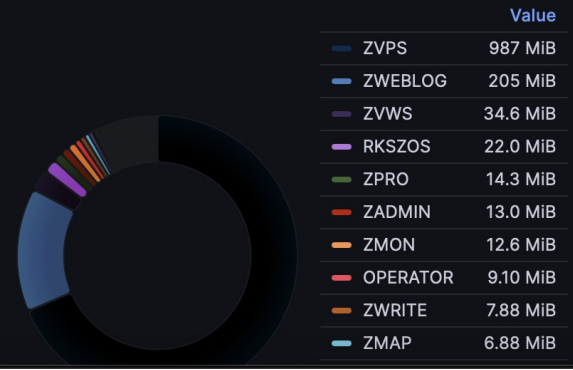 Value
ZVPS 987 MiB
ZWEBLOG 205 MiB
ZVWS 34.6 MiB
RKSZOS 22.0 MiB
ZPRO 14.3 MiB
ZADMIN 13.0 MiB
ZMON 12.6 MiB
OPERATOR 9.10 MiB
ZWRITE 7.88 MiB
ZMAP 6.88 MiB